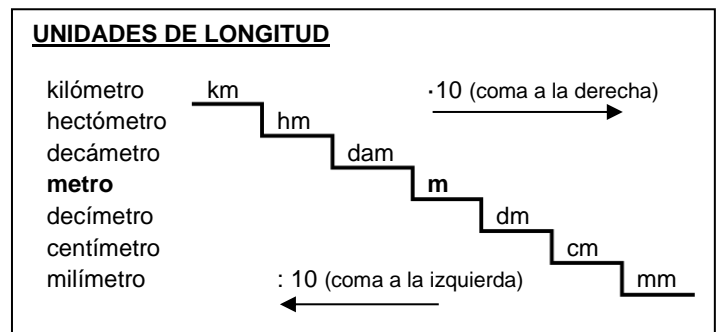 UNIDADES DE LONGITUD
kilómetro km ·10 (coma a la derecha)
hectómetro hm
decámetro dam
metro m
decímetro dm
centímetro cm
milímetro : 10 (coma a la izquierda) mm